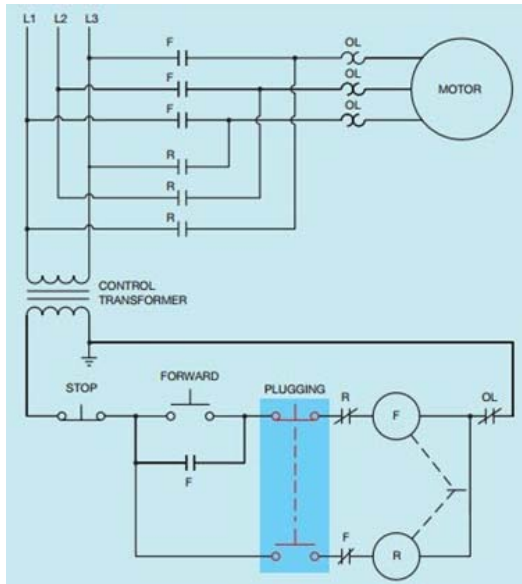 L1 L2 L3
F
OL
F
OL
MOTOR
F
OL
R
R
R
CONTROL
TRANSFORMER
STOP
FORWARD
PLUGGING
R
F
OL
F
F
R